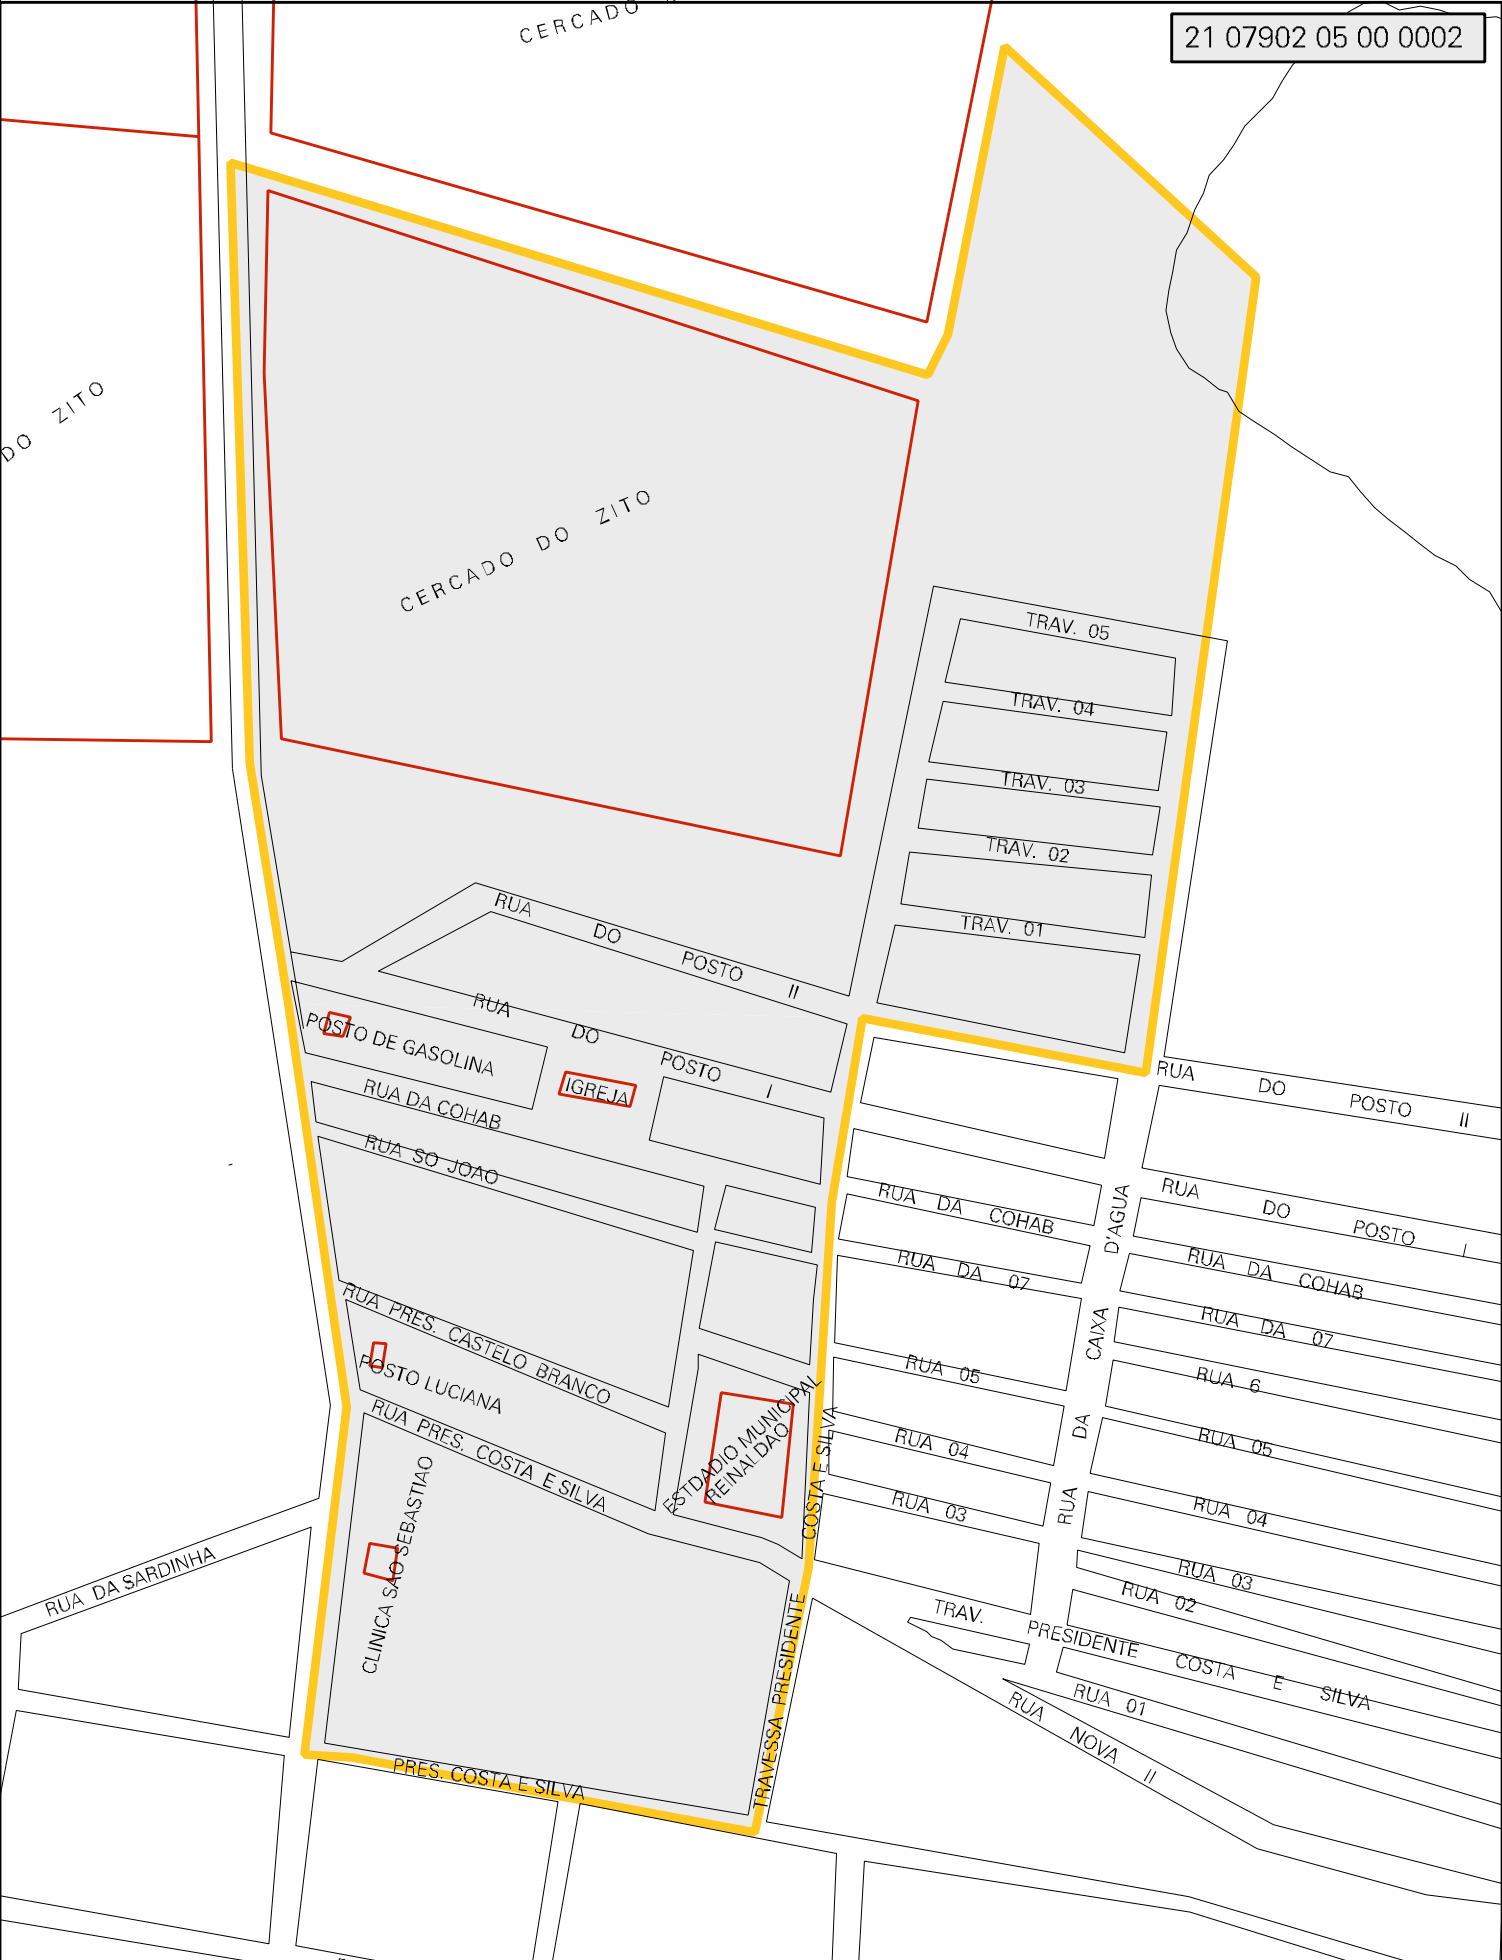 CERCADO
21 07902 05 00 0002
DO ZITO
CERCADO DO ZITO
TRAV. 05
TRAV. 04
TRAV. 03
TRAV. 02
TRAV. 01
RUA DO POSTO II
RUA DO POSTO I
POSTO DE GASOLINA
IGREJA
RUA DA COHAB
RUA SO JOAO
RUA PRES. CASTELO BRANCO
POSTO LUCIANA
RUA PRES. COSTA E SILVA
ESTDADIO MUNICIPAL
REINALDAO
CLINICA SAO SEBASTIAO
RUA DA SARDINHA
PRES. COSTA E SILVA
TRAVESSA PRESIDENTE COSTA E SILVA
RUA DO POSTO II
RUA DO POSTO I
RUA DA COHAB
RUA DA 07
RUA 05
RUA 04
RUA 03
RUA DA CAIXA D'AGUA
RUA DA COHAB
RUA DA 07
RUA 6
RUA 05
RUA 04
RUA 03
RUA 02
TRAV. PRESIDENTE COSTA E SILVA
RUA 01
RUA NOVA II